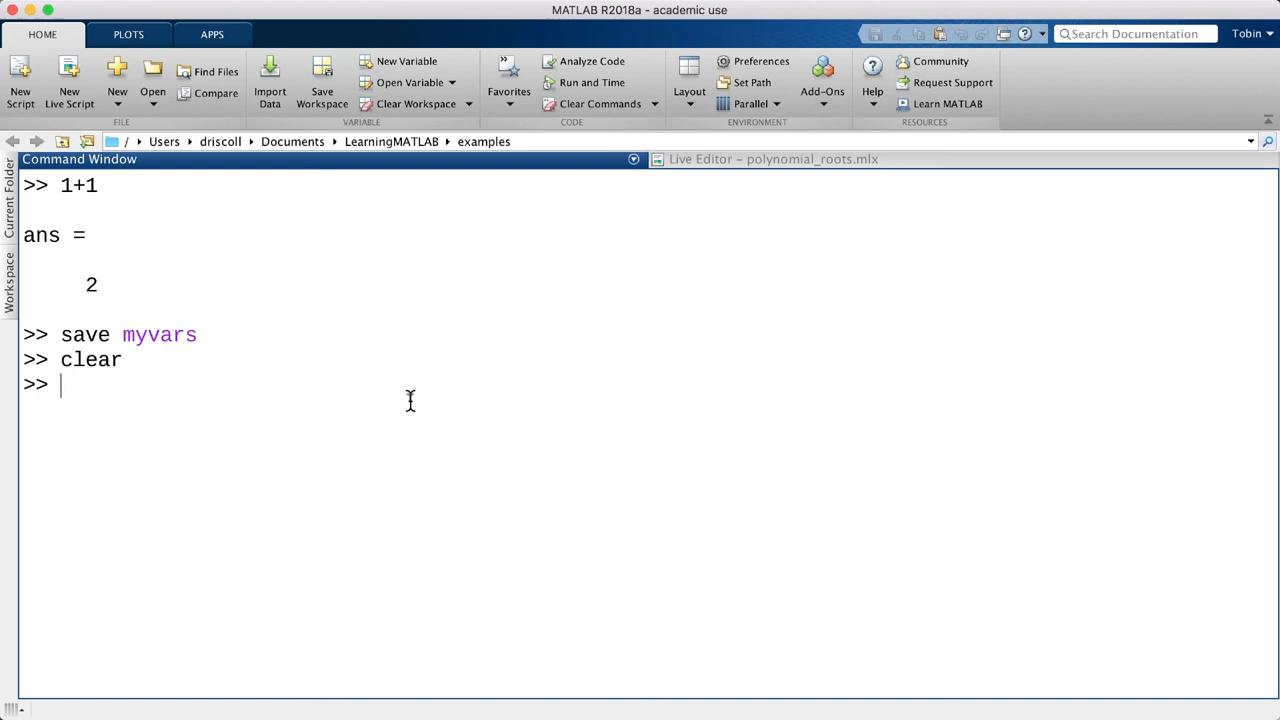 MATLAB R2018a - academic use
HOME PLOTS APPS Search Documentation Tobin
New Script New Live Script New Open Find Files Compare Import Data Save Workspace New Variable Open Variable Clear Workspace Favorites Analyze Code Run and Time Clear Commands Layout Preferences Set Path Parallel Add-Ons Help Community Request Support Learn MATLAB
FILE VARIABLE CODE ENVIRONMENT RESOURCES
/ Users driscoll Documents LearningMATLAB examples
Command Window Live Editor – polynomial_roots.mlx
Current Folder
Workspace
>> 1+1
ans =
2
>> save myvars
>> clear
>>